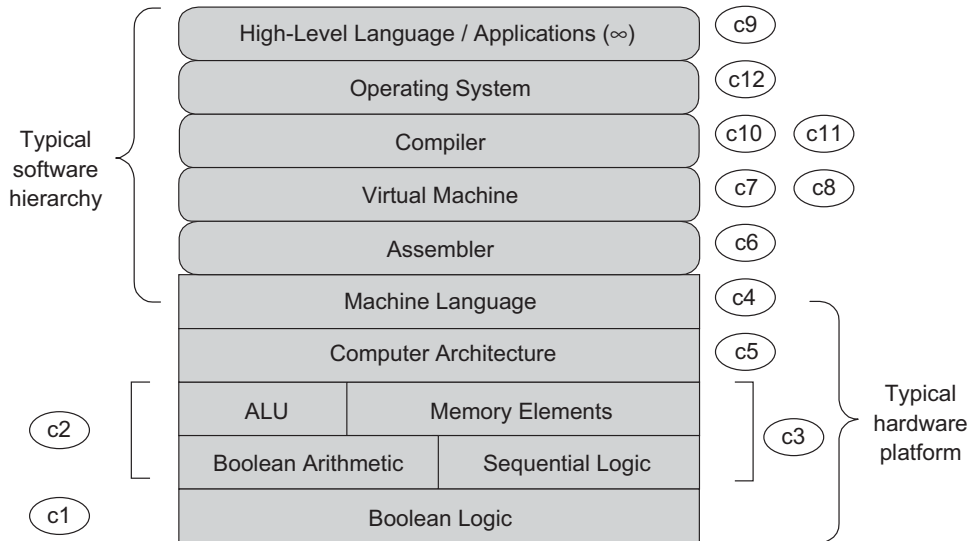 High-Level Language / Applications (∞)
c9
Operating System
c12
Typical
software
hierarchy
Compiler
c10
c11
Virtual Machine
c7
c8
Assembler
c6
Machine Language
c4
Computer Architecture
c5
c2
ALU
Memory Elements
c3
Typical
hardware
platform
Boolean Arithmetic
Sequential Logic
c1
Boolean Logic